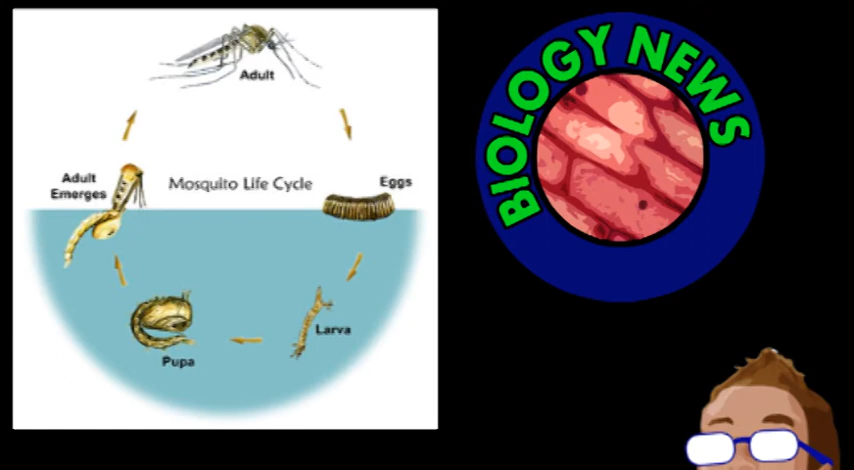 Adult
Mosquito Life Cycle
Eggs
Adult
Emerges
Larva
Pupa
BIOLOGY NEWS